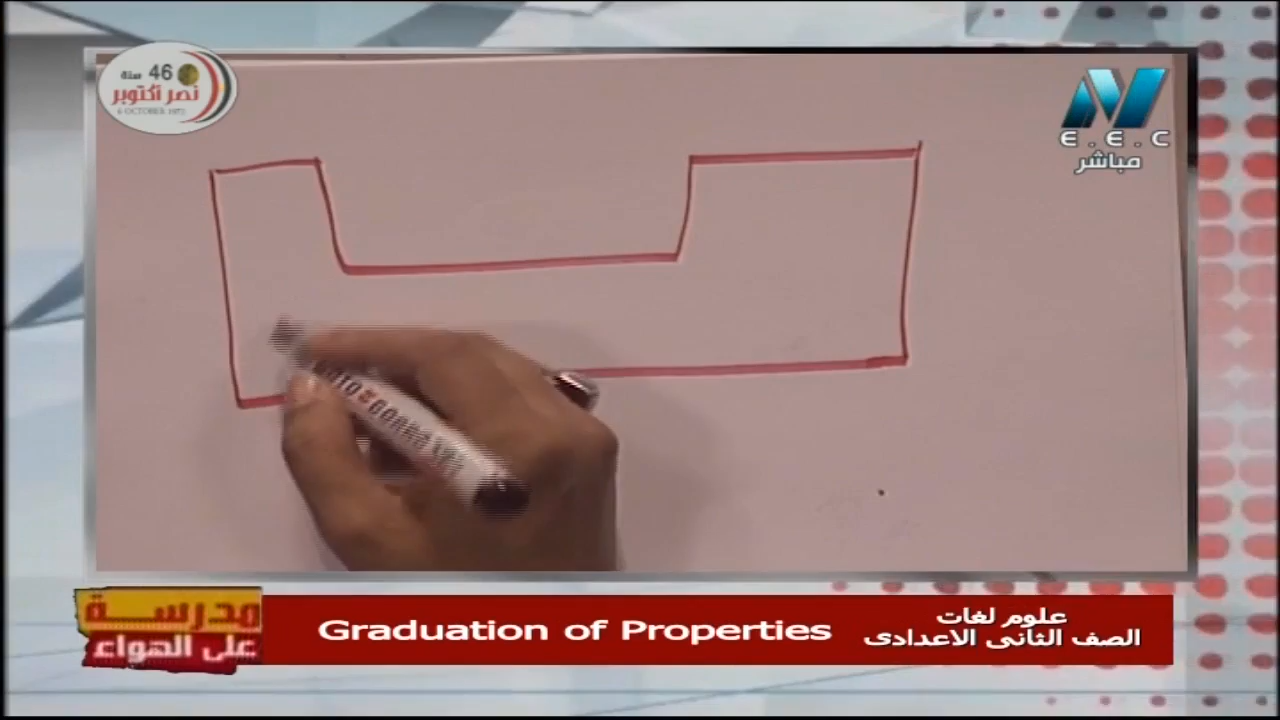 46 سنة
نصر أكتوبر
6 OCTOBER 1973
E.E.C
مباشر
مدرسة
على الهواء
Graduation of Properties
علوم لغات
الصف الثانى الاعدادى